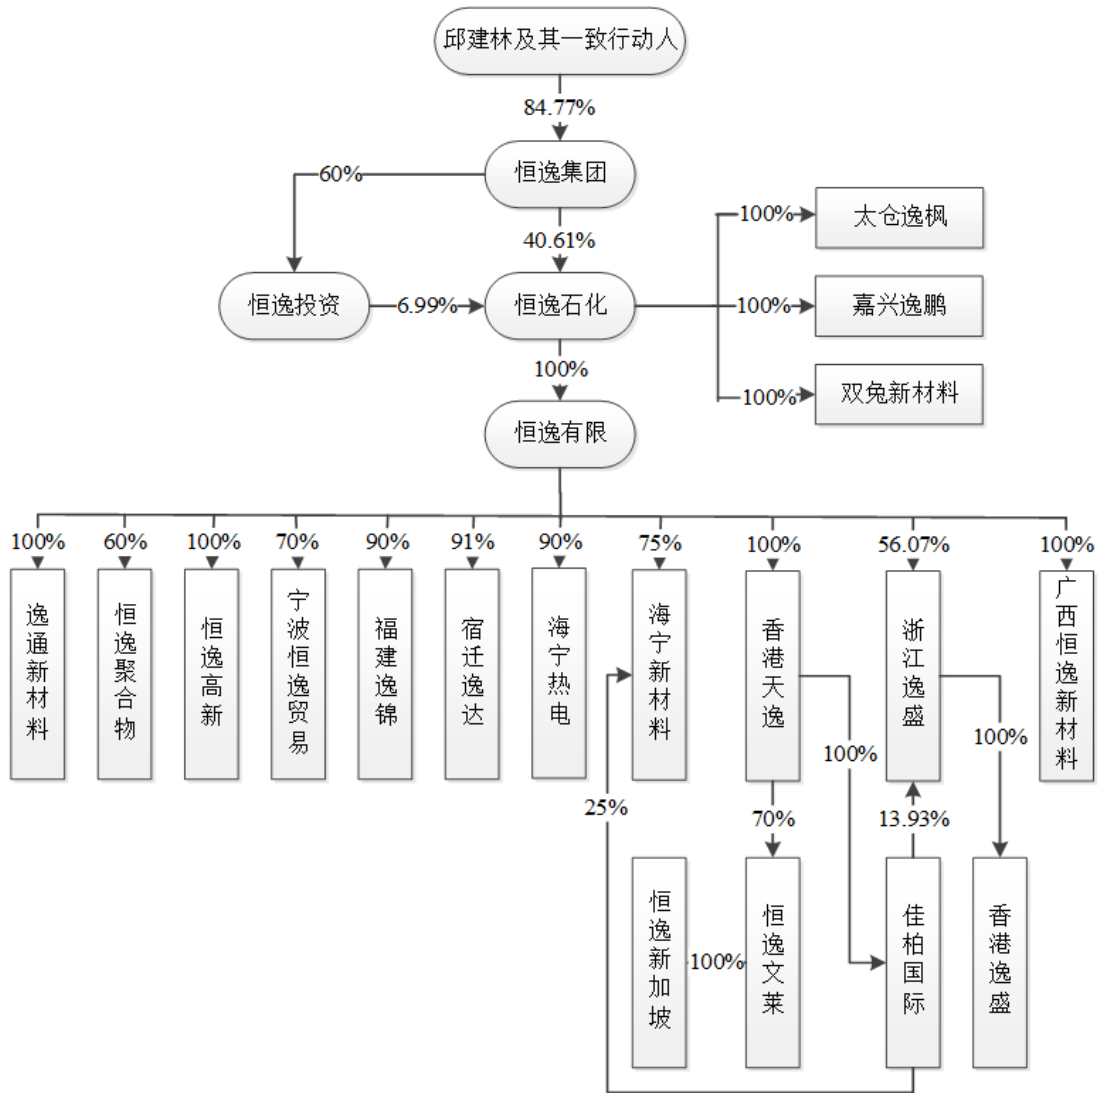 邱建林及其一致行动人
84.77%
60%
恒逸集团
100%
太仓逸枫
40.61%
恒逸投资
6.99%
恒逸石化
100%
嘉兴逸鹏
100%
100%
双兔新材料
恒逸有限
100%
60%
100%
70%
90%
91%
90%
75%
100%
56.07%
100%
逸通新材料
恒逸聚合物
恒逸高新
宁波恒逸贸易
福建逸锦
宿迁逸达
海宁热电
海宁新材料
香港天逸
浙江逸盛
广西恒逸新材料
100%
100%
25%
70%
13.93%
恒逸新加坡
100%
恒逸文莱
佳柏国际
香港逸盛